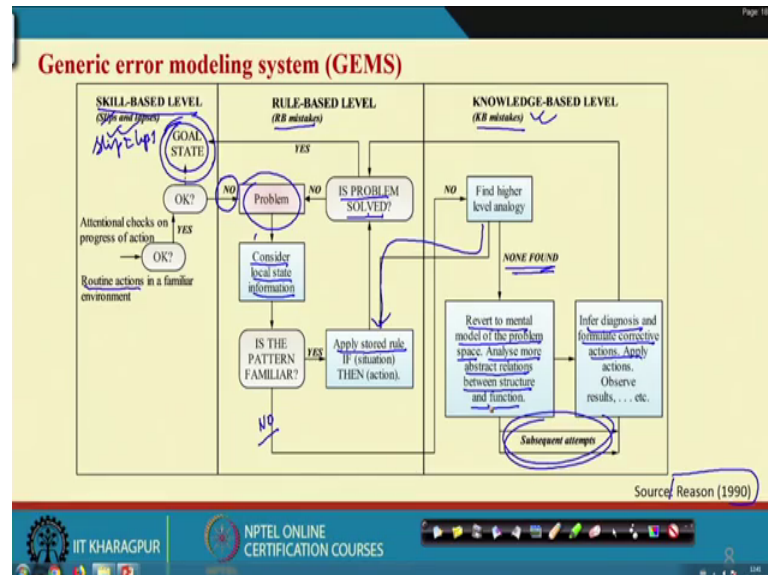 Page 18
Generic error modeling system (GEMS)
SKILL-BASED LEVEL
(Slips and lapses)
GOAL
STATE
OK?
Attentional checks on
progress of action
YES
OK?
Routine actions in a familiar
environment
RULE-BASED LEVEL
(RB mistakes)
YES
NO
Problem
NO
IS PROBLEM
SOLVED?
Consider
local state
information
IS THE
PATTERN
FAMILIAR?
YES
Apply stored rule
IF (situation)
THEN (action).
NO
KNOWLEDGE-BASED LEVEL
(KB mistakes)
NO
Find higher
level analogy
NONE FOUND
Revert to mental
model of the problem
space. Analyse more
abstract relations
between structure
and function.
Infer diagnosis and
formulate corrective
actions. Apply
actions.
Observe
results, . . . etc.
Subsequent attempts
Source: Reason (1990)
IIT KHARAGPUR
NPTEL ONLINE
CERTIFICATION COURSES
8